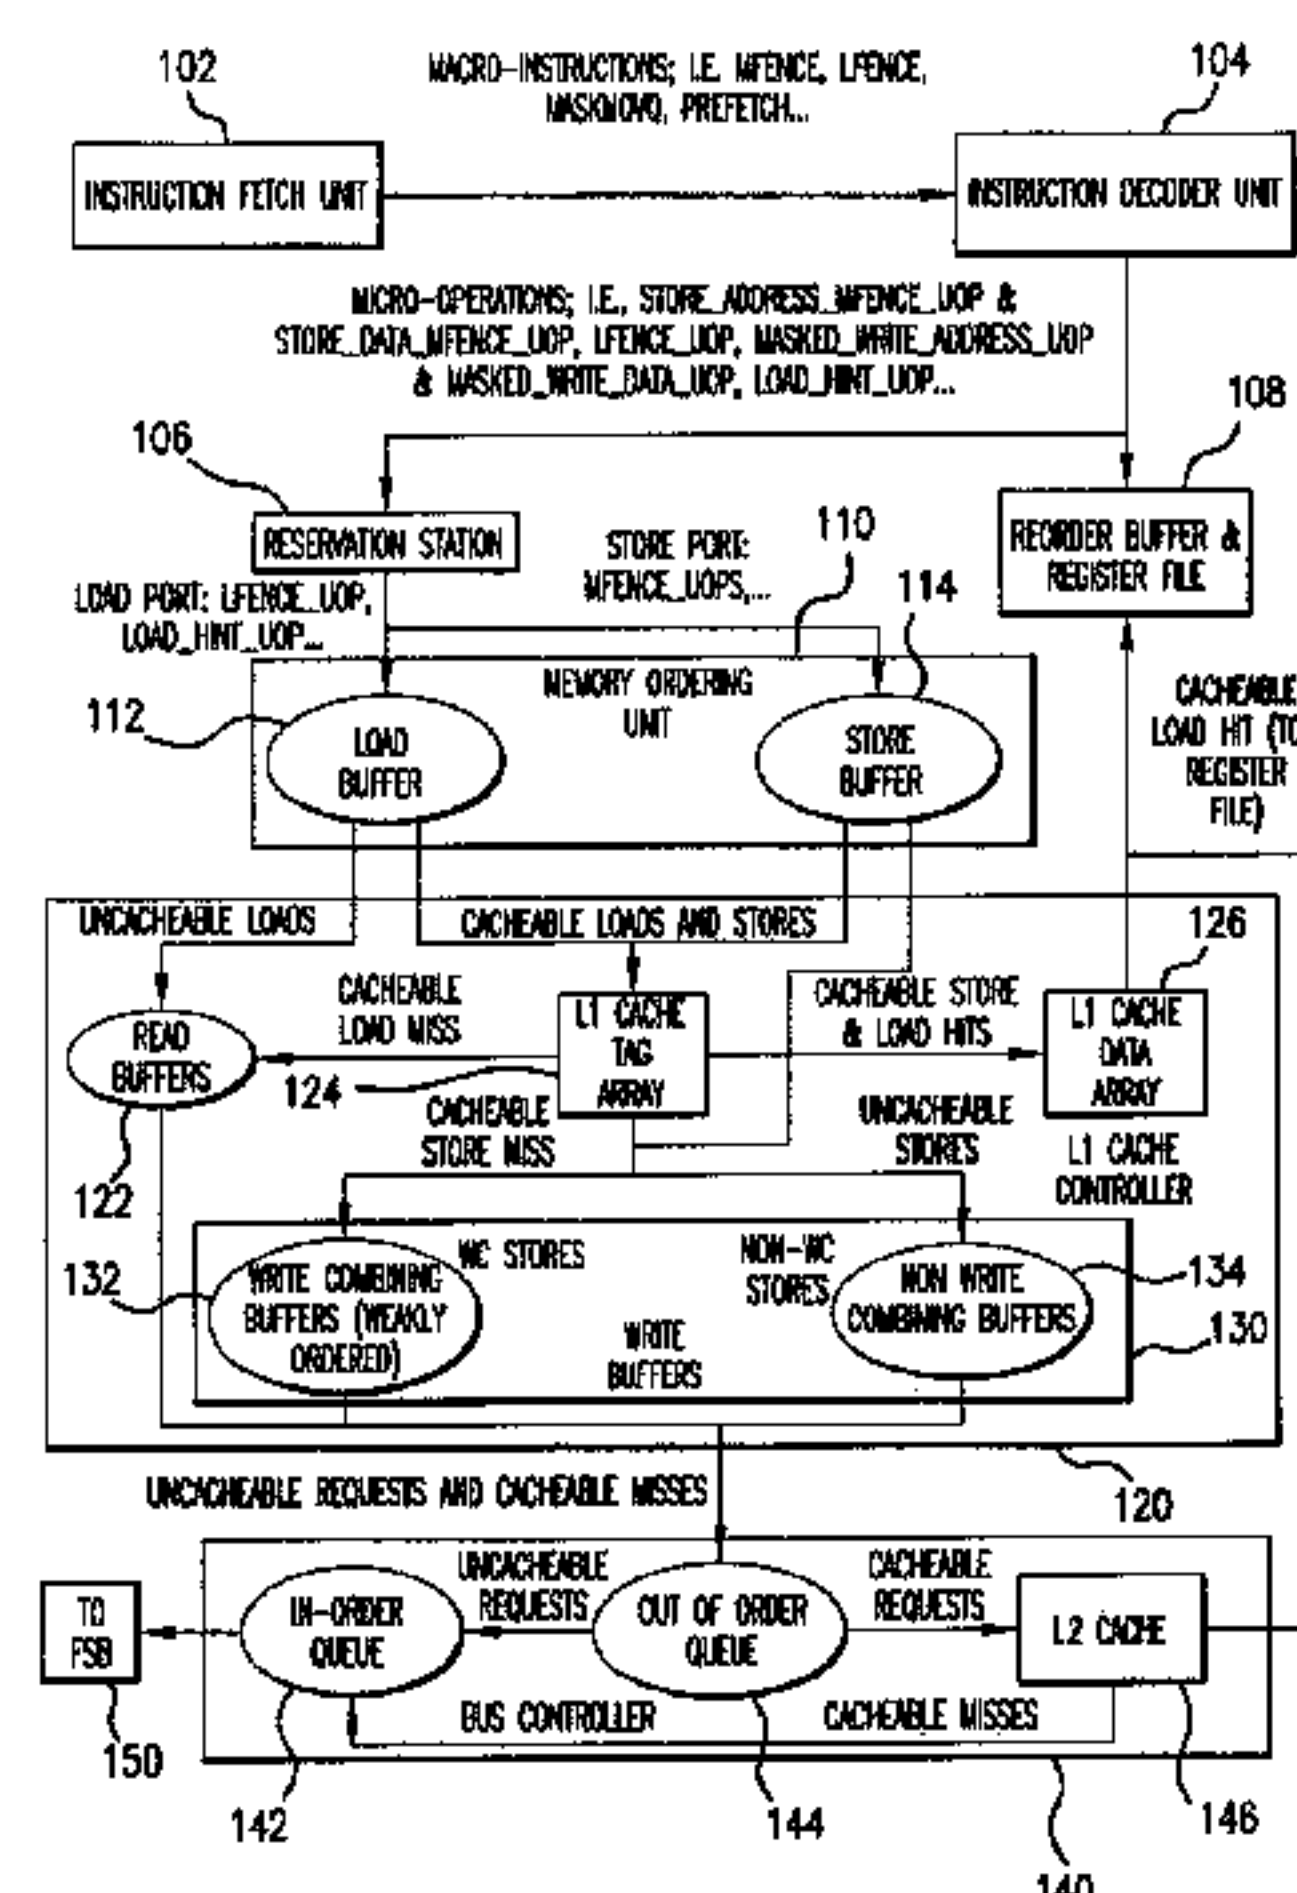 102
MACRO-INSTRUCTIONS; I.E. MFENCE, LFENCE,
MASKMOVQ, PREFETCH...
104
INSTRUCTION FETCH UNIT
INSTRUCTION DECODER UNIT
MICRO-OPERATIONS; I.E., STORE_ADDRESS_MFENCE_UOP &
STORE_DATA_MFENCE_UOP, LFENCE_UOP, MASKED_WRITE_ADDRESS_UOP
& MASKED_WRITE_DATA_UOP, LOAD_HINT_UOP...
108
106
RESERVATION STATION
STORE PORT:
MFENCE_UOPS,...
110
REORDER BUFFER &
REGISTER FILE
LOAD PORT: LFENCE_UOP,
LOAD_HINT_UOP...
114
MEMORY ORDERING
UNIT
112
LOAD
BUFFER
STORE
BUFFER
CACHEABLE
LOAD HIT (TO
REGISTER
FILE)
UNCACHEABLE LOADS
CACHEABLE LOADS AND STORES
126
CACHEABLE
LOAD MISS
L1 CACHE
TAG
ARRAY
CACHEABLE STORE
& LOAD HITS
L1 CACHE
DATA
ARRAY
READ
BUFFERS
124
CACHEABLE
STORE MISS
UNCACHEABLE
STORES
L1 CACHE
CONTROLLER
122
132
WC STORES
NON-WC
STORES
WRITE COMBINING
BUFFERS (WEAKLY
ORDERED)
NON WRITE
COMBINING BUFFERS
134
130
WRITE
BUFFERS
UNCACHEABLE REQUESTS AND CACHEABLE MISSES
120
TO
FSB
IN-ORDER
QUEUE
UNCACHEABLE
REQUESTS
OUT OF ORDER
QUEUE
CACHEABLE
REQUESTS
L2 CACHE
BUS CONTROLLER
CACHEABLE MISSES
150
142
144
146
140